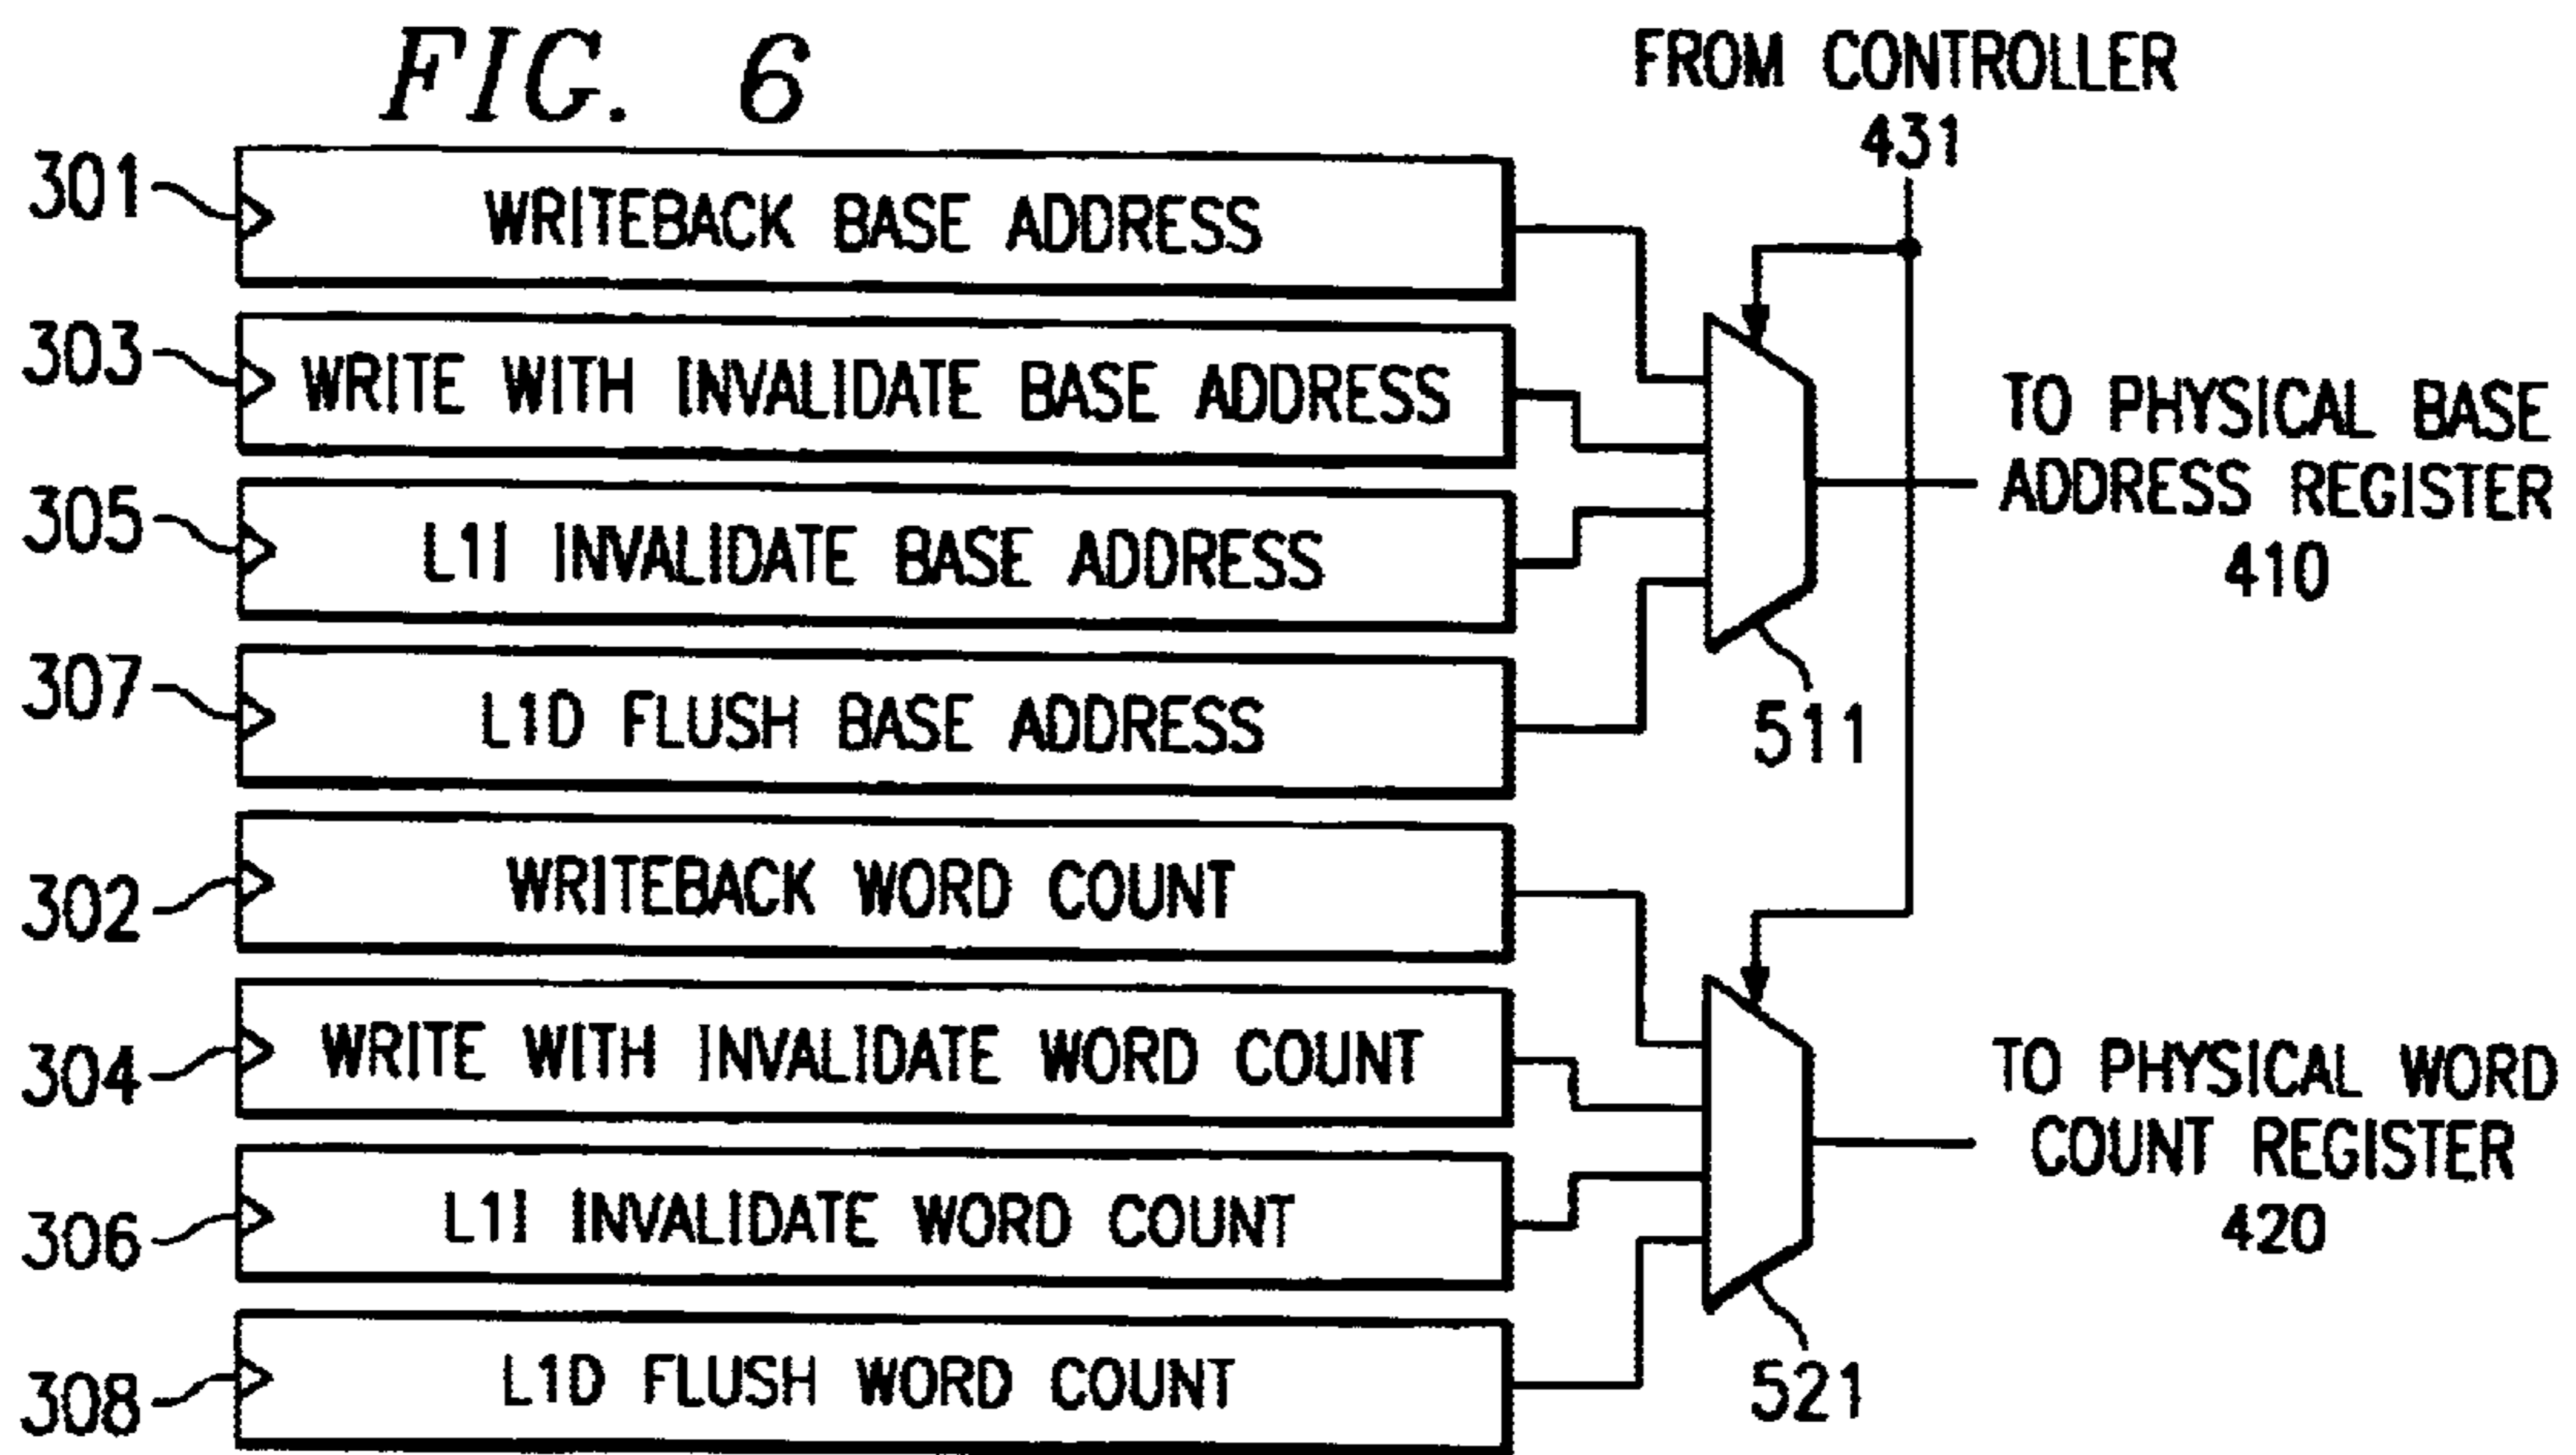 FIG. 6
FROM CONTROLLER
431
301
WRITEBACK BASE ADDRESS
303
WRITE WITH INVALIDATE BASE ADDRESS
305
L1I INVALIDATE BASE ADDRESS
307
L1D FLUSH BASE ADDRESS
TO PHYSICAL BASE
ADDRESS REGISTER
410
511
302
WRITEBACK WORD COUNT
304
WRITE WITH INVALIDATE WORD COUNT
306
L1I INVALIDATE WORD COUNT
308
L1D FLUSH WORD COUNT
TO PHYSICAL WORD
COUNT REGISTER
420
521